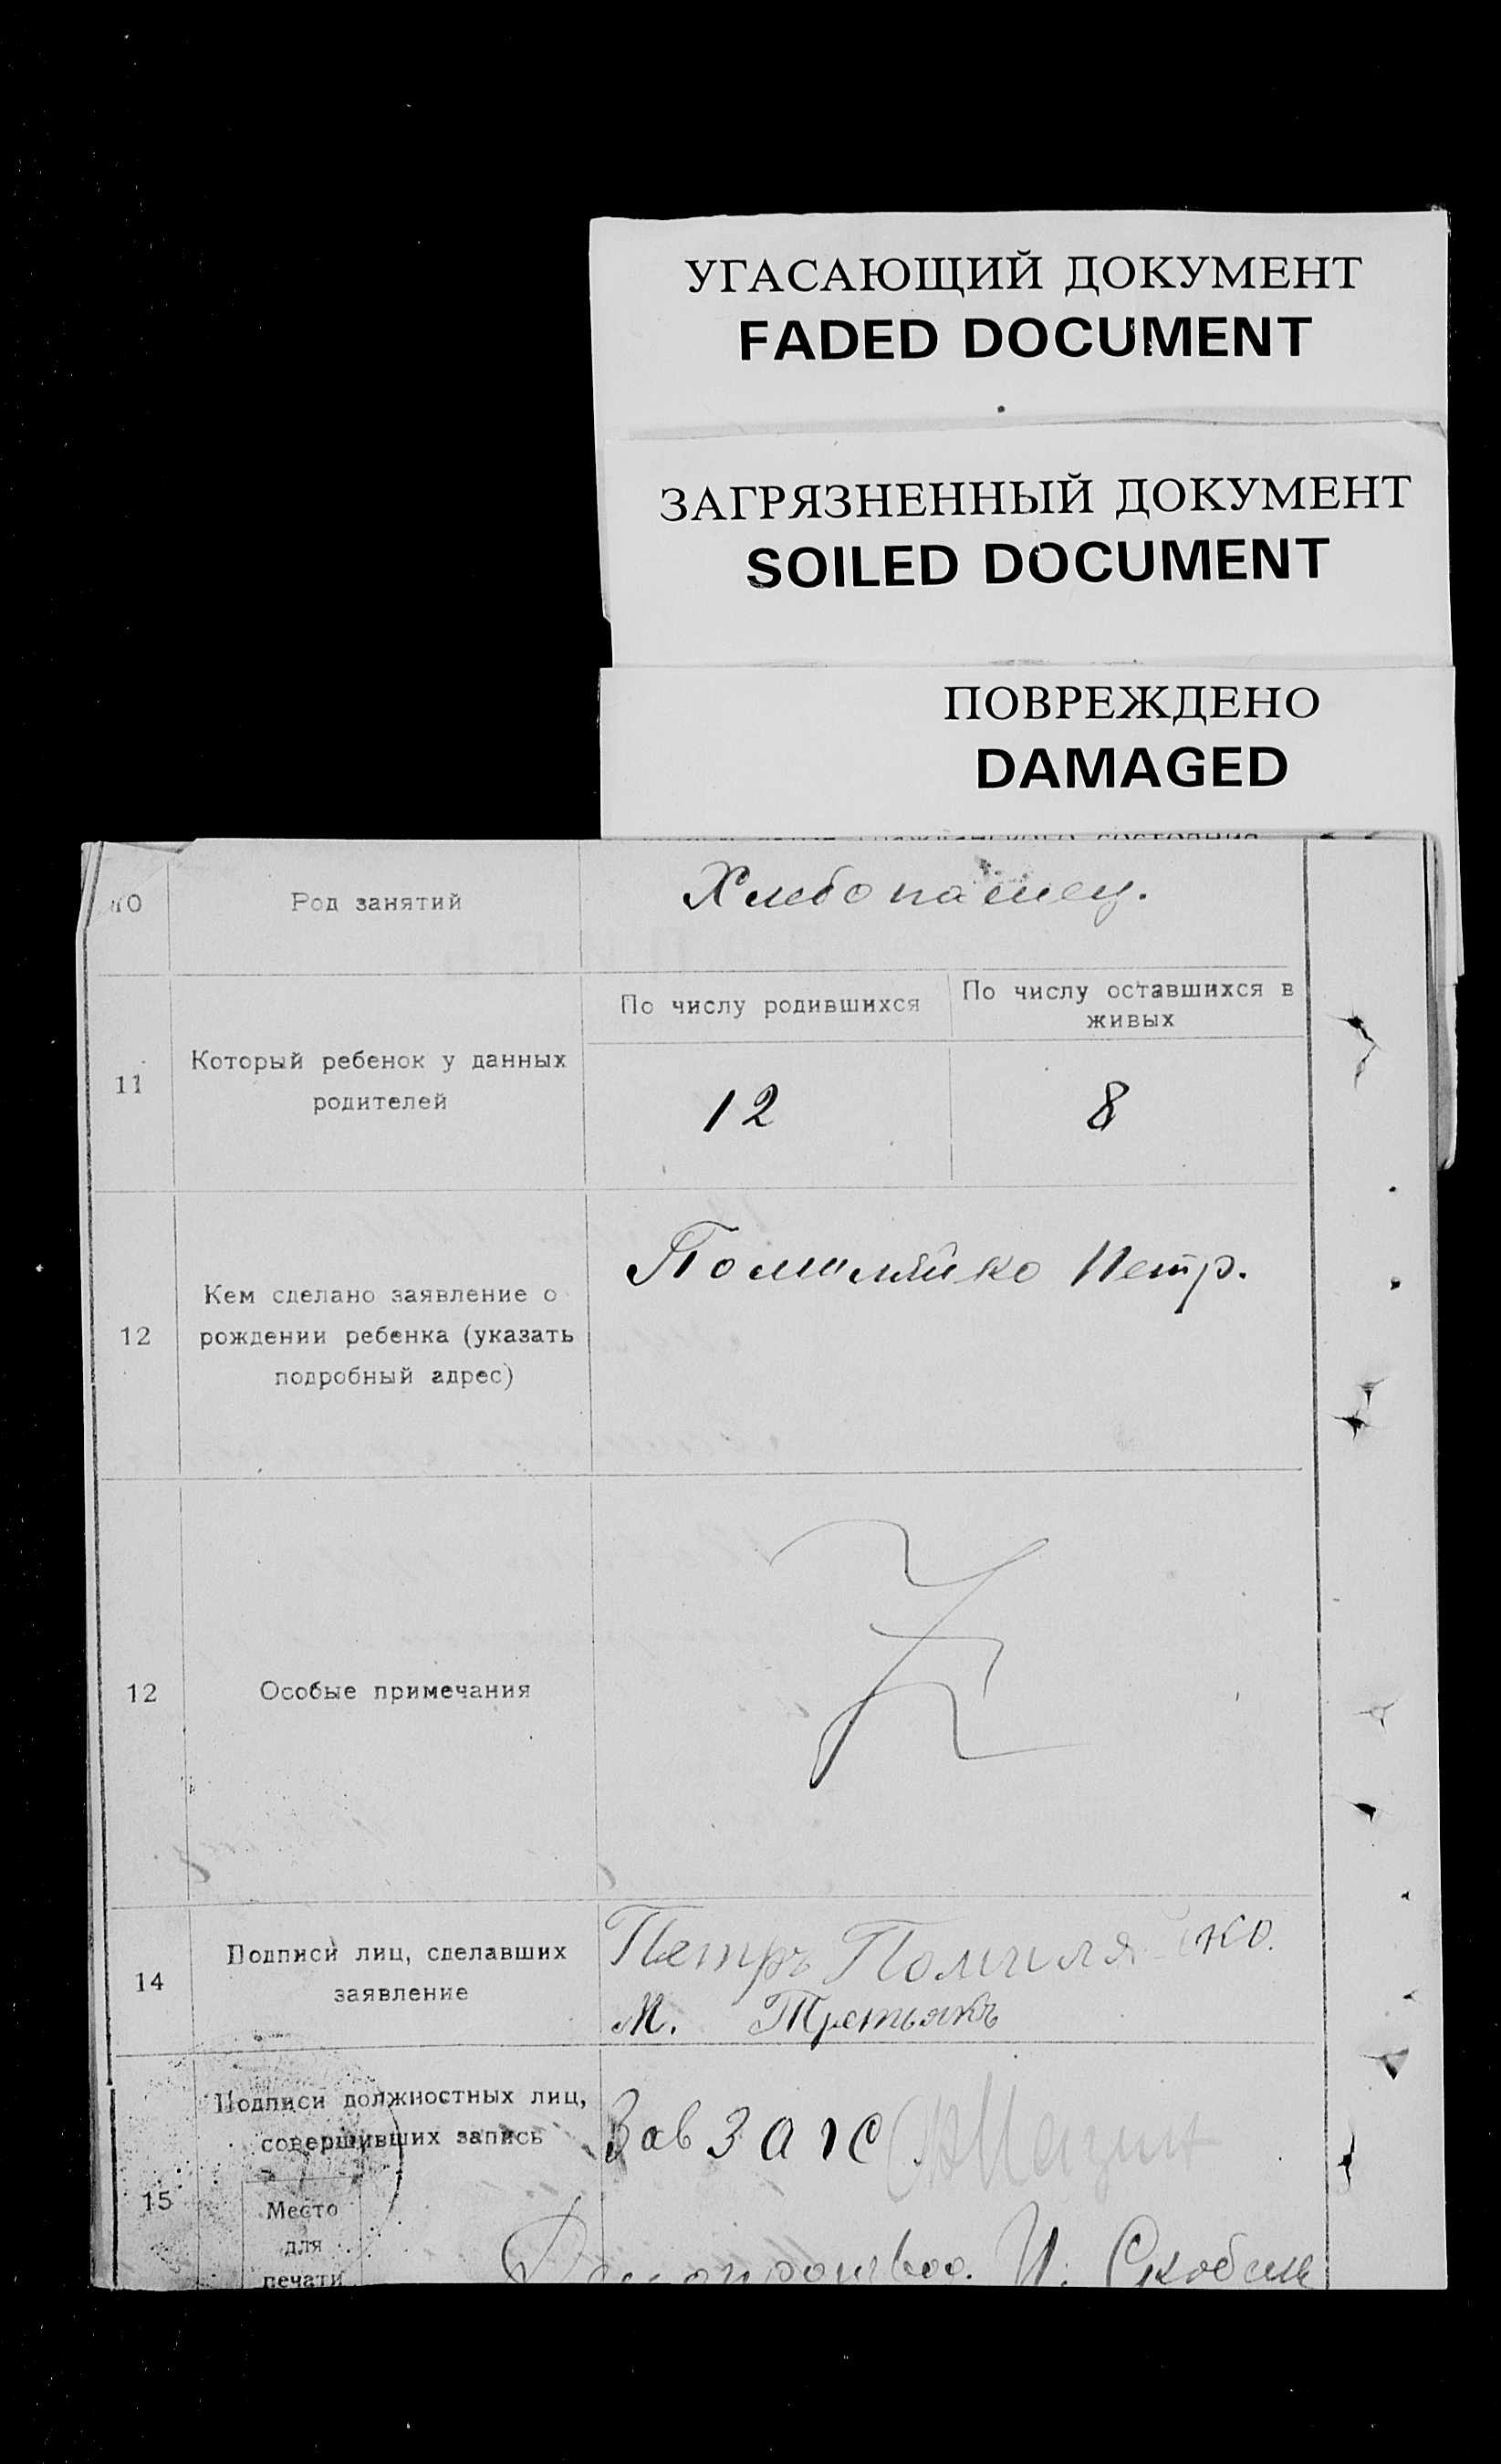 УГАСАЮЩИЙ ДОКУМЕНТ
FADED DOCUMENT
ЗАГРЯЗНЕННЫЙ ДОКУМЕНТ
SOILED DOCUMENT
ПОВРЕЖДЕНО
DAMAGED
10 Род занятий Хлебопашец.
По числу родившихся По числу оставшихся в
живых
Который ребенок у данных
11 родителей
12 8
Помиляйко Петр.
Кем сделано заявление о
12 рождении ребенка (указать
подробный адрес)
12 Особые примечания
Петръ Помиляйко.
Подписи лиц, сделавших
14 заявление
М. Третьякъ
Подписи должностных лиц,
совершивших запись
Завзагс
15 Место
для
печати
И.